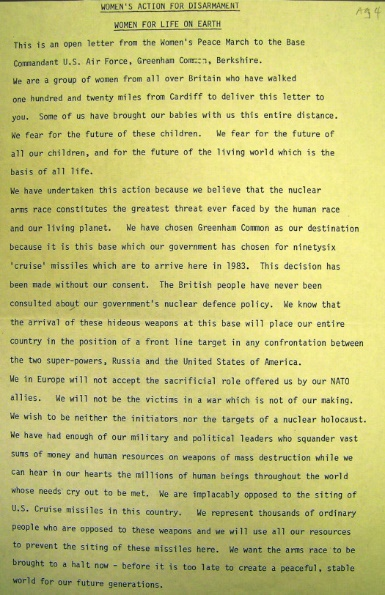 WOMEN'S ACTION FOR DISARMAMENT
WOMEN FOR LIFE ON EARTH
This is an open letter from the Women's Peace March to the Base
Commandant U.S. Air Force, Greenham Common, Berkshire.
We are a group of women from all over Britain who have walked
one hundred and twenty miles from Cardiff to deliver this letter to
you. Some of us have brought our babies with us this entire distance.
We fear for the future of these children. We fear for the future of
all our children, and for the future of the living world which is the
basis of all life.
We have undertaken this action because we believe that the nuclear
arms race constitutes the greatest threat ever faced by the human race
and our living planet. We have chosen Greenham Common as our destination
because it is this base which our government has chosen for ninetysix
'cruise' missiles which are to arrive here in 1983. This decision has
been made without our consent. The British people have never been
consulted about our government's nuclear defence policy. We know that
the arrival of these hideous weapons at this base will place our entire
country in the position of a front line target in any confrontation between
the two super-powers, Russia and the United States of America.
We in Europe will not accept the sacrificial role offered us by our NATO
allies. We will not be the victims in a war which is not of our making.
We wish to be neither the initiators nor the targets of a nuclear holocaust.
We have had enough of our military and political leaders who squander vast
sums of money and human resources on weapons of mass destruction while we
can hear in our hearts the millions of human beings throughout the world
whose needs cry out to be met. We are implacably opposed to the siting of
U.S. Cruise missiles in this country. We represent thousands of ordinary
people who are opposed to these weapons and we will use all our resources
to prevent the siting of these missiles here. We want the arms race to be
brought to a halt now - before it is too late to create a peaceful, stable
world for our future generations.